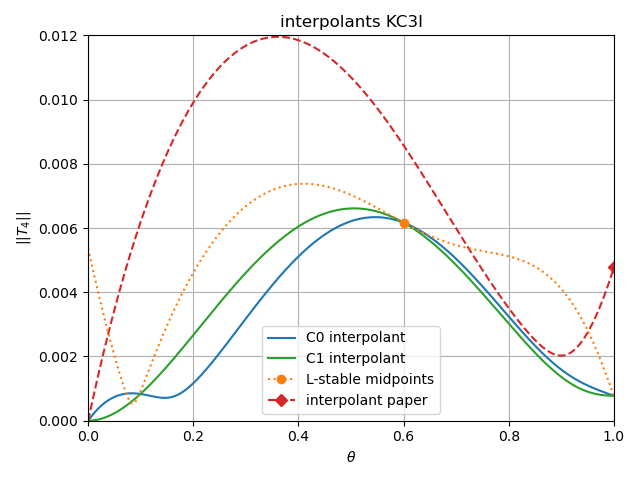 interpolants KC3I
0.012
0.010
0.008
0.006
0.004
0.002
0.000
||T₄||
C0 interpolant
C1 interpolant
L-stable midpoints
interpolant paper
0.0 0.2 0.4 0.6 0.8 1.0
θ